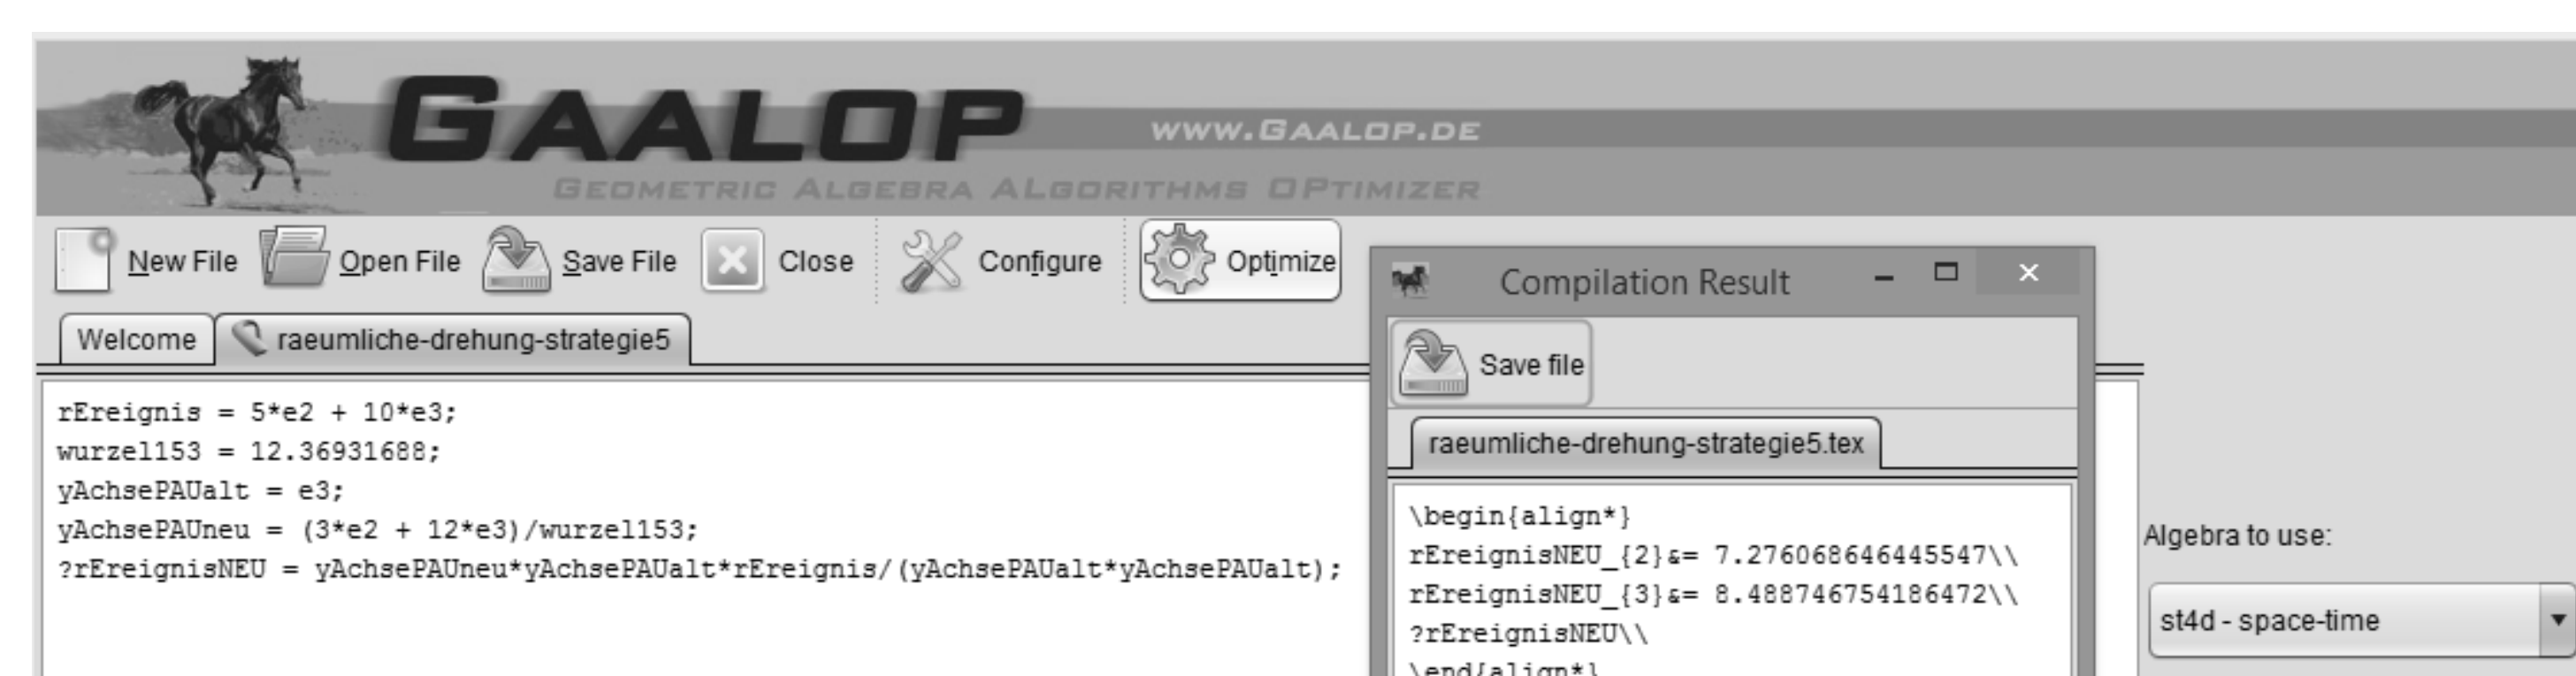 GAALOP
www.Gaalop.de
Geometric Algebra ALgorithms OPtimizer
New File Open File Save File Close Configure Optimize
Welcome raeumliche-drehung-strategie5
rEreignis = 5*e2 + 10*e3;
wurzel153 = 12.36931688;
yAchsePAUalt = e3;
yAchsePAUneu = (3*e2 + 12*e3)/wurzel153;
?rEreignisNEU = yAchsePAUneu*yAchsePAUalt*rEreignis/(yAchsePAUalt*yAchsePAUalt);
Compilation Result
Save file
raeumliche-drehung-strategie5.tex
\begin{align*}
rEreignisNEU_{2}&= 7.276068646445547\\
rEreignisNEU_{3}&= 8.488746754186472\\
?rEreignisNEU\\
\end{align*}
Algebra to use:
st4d - space-time